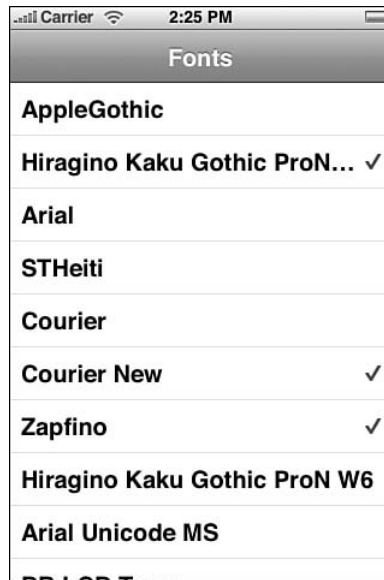 Carrier 2:25 PM
Fonts
AppleGothic
Hiragino Kaku Gothic ProN...
Arial
STHeiti
Courier
Courier New
Zapfino
Hiragino Kaku Gothic ProN W6
Arial Unicode MS